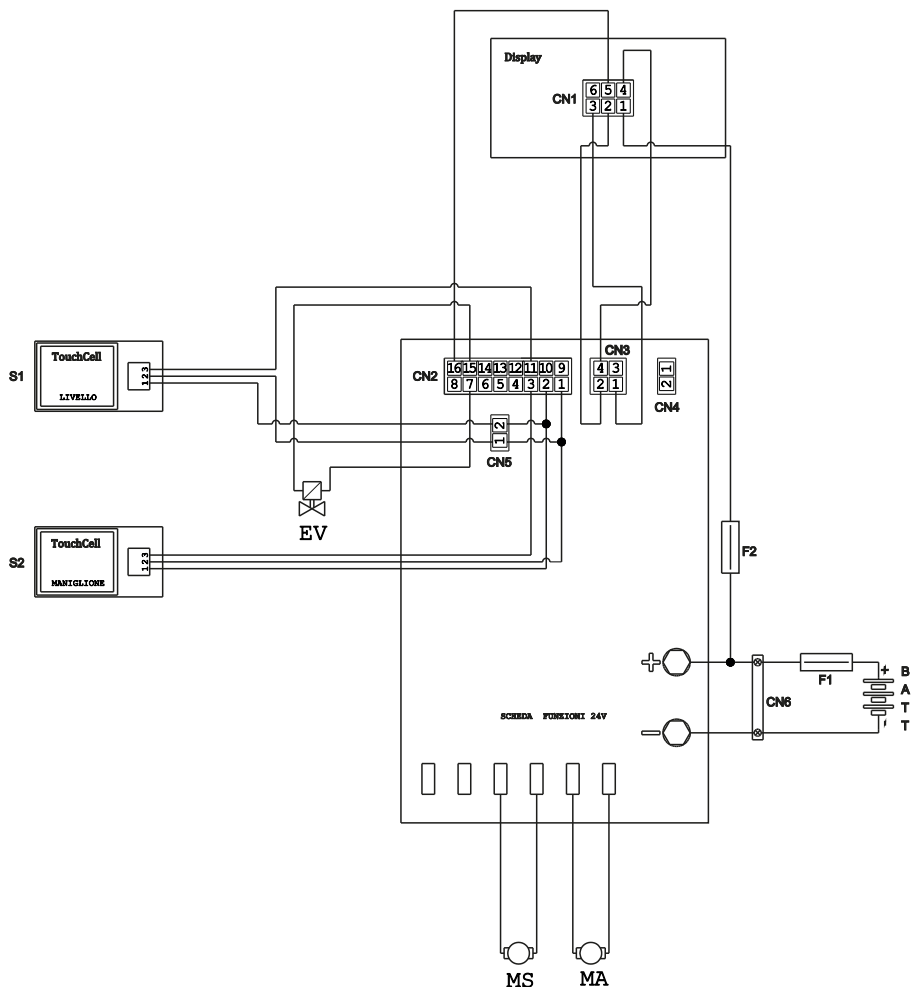 Display
CN1
6 5 4
3 2 1
TouchCell
S1
1 2 3
LIVELLO
CN2
16 15 14 13 12 11 10 9
8 7 6 5 4 3 2 1
CN3
4 3
2 1
2 1
CN4
1 2
CN5
EV
TouchCell
S2
1 2 3
MANIGLIONE
F2
+
F1
+
BATT
-
CN6
SCHEDA FUNZIONI 24V
-
MS
MA